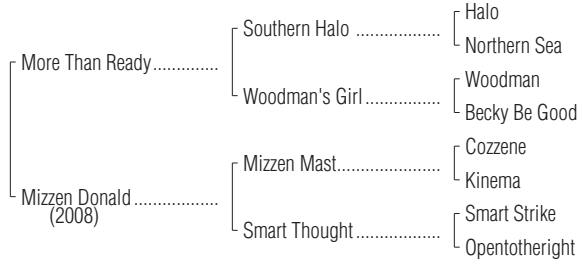 Halo
Southern Halo ...................
Northern Sea
More Than Ready..............
Woodman
Woodman's Girl.................
Becky Be Good
Cozzene
Mizzen Mast.......................
Kinema
Mizzen Donald ..................
(2008)
Smart Strike
Smart Thought ...................
Opentotheright